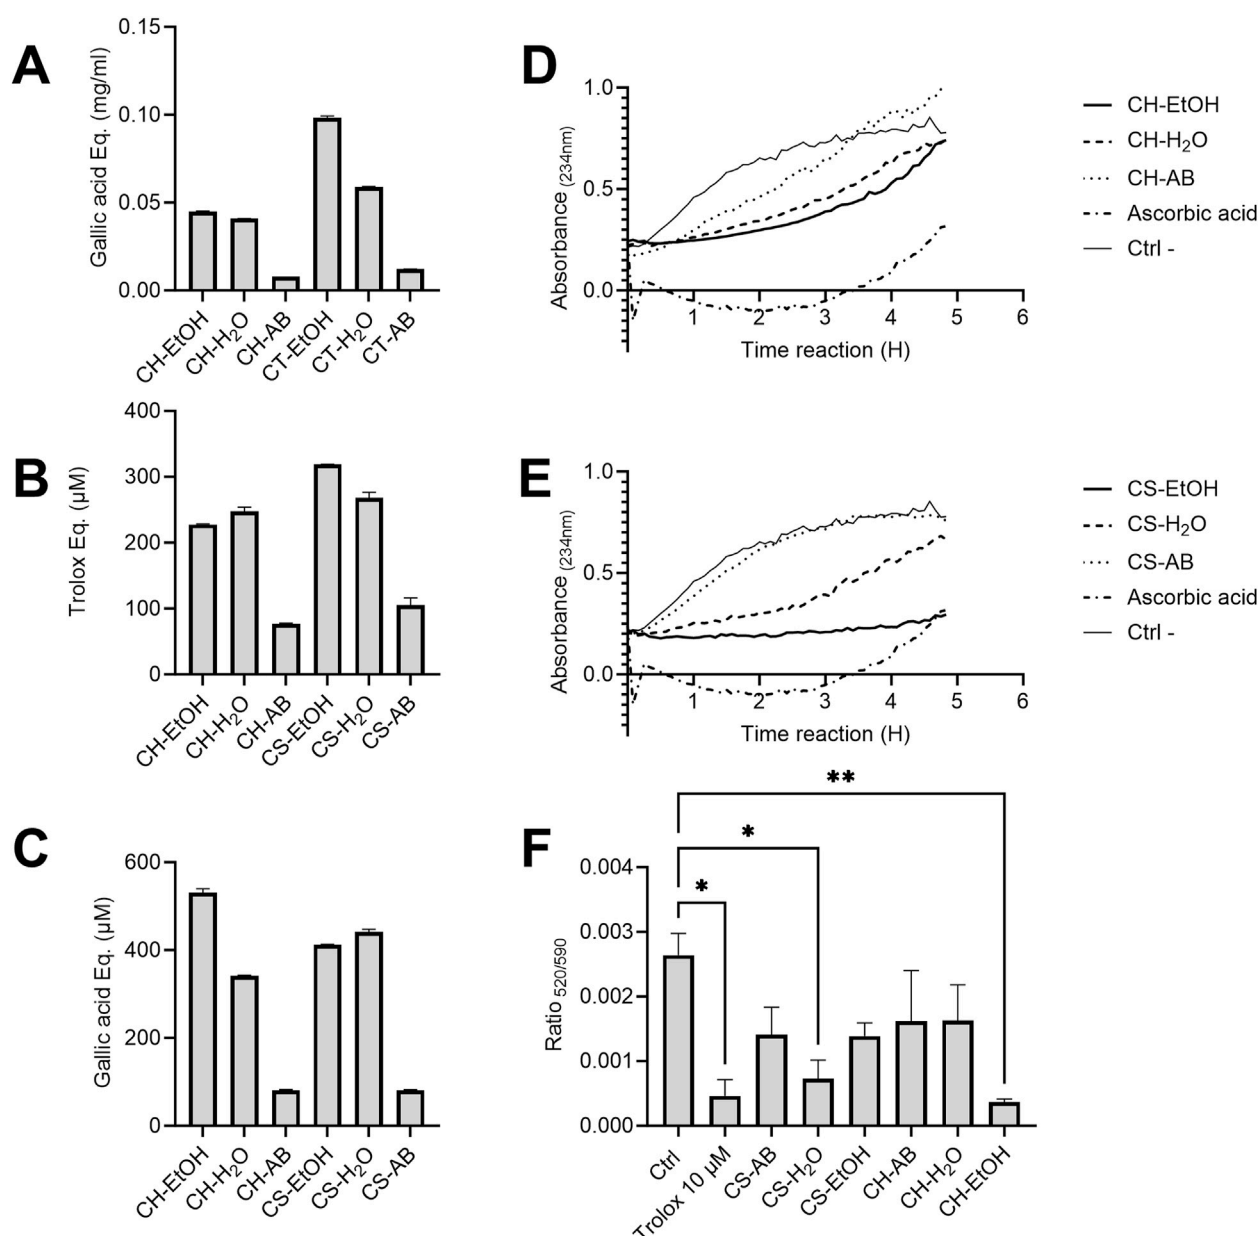 A
Gallic acid Eq. (mg/ml)
0.15
0.10
0.05
0.00
CH-EtOH
CH-H₂O
CH-AB
CT-EtOH
CT-H₂O
CT-AB
B
Trolox Eq. (µM)
400
300
200
100
0
CH-EtOH
CH-H₂O
CH-AB
CS-EtOH
CS-H₂O
CS-AB
C
Gallic acid Eq. (µM)
600
400
200
0
CH-EtOH
CH-H₂O
CH-AB
CS-EtOH
CS-H₂O
CS-AB
D
Absorbance (234nm)
1.0
0.5
0.0
1 2 3 4 5 6
Time reaction (H)
CH-EtOH
CH-H₂O
CH-AB
Ascorbic acid
Ctrl -
E
Absorbance (234nm)
1.0
0.5
0.0
1 2 3 4 5 6
Time reaction (H)
CS-EtOH
CS-H₂O
CS-AB
Ascorbic acid
Ctrl -
F
Ratio 520/590
0.004
0.003
0.002
0.001
0.000
**
*
*
Ctrl
Trolox 10 µM
CS-AB
CS-H₂O
CS-EtOH
CH-AB
CH-H₂O
CH-EtOH